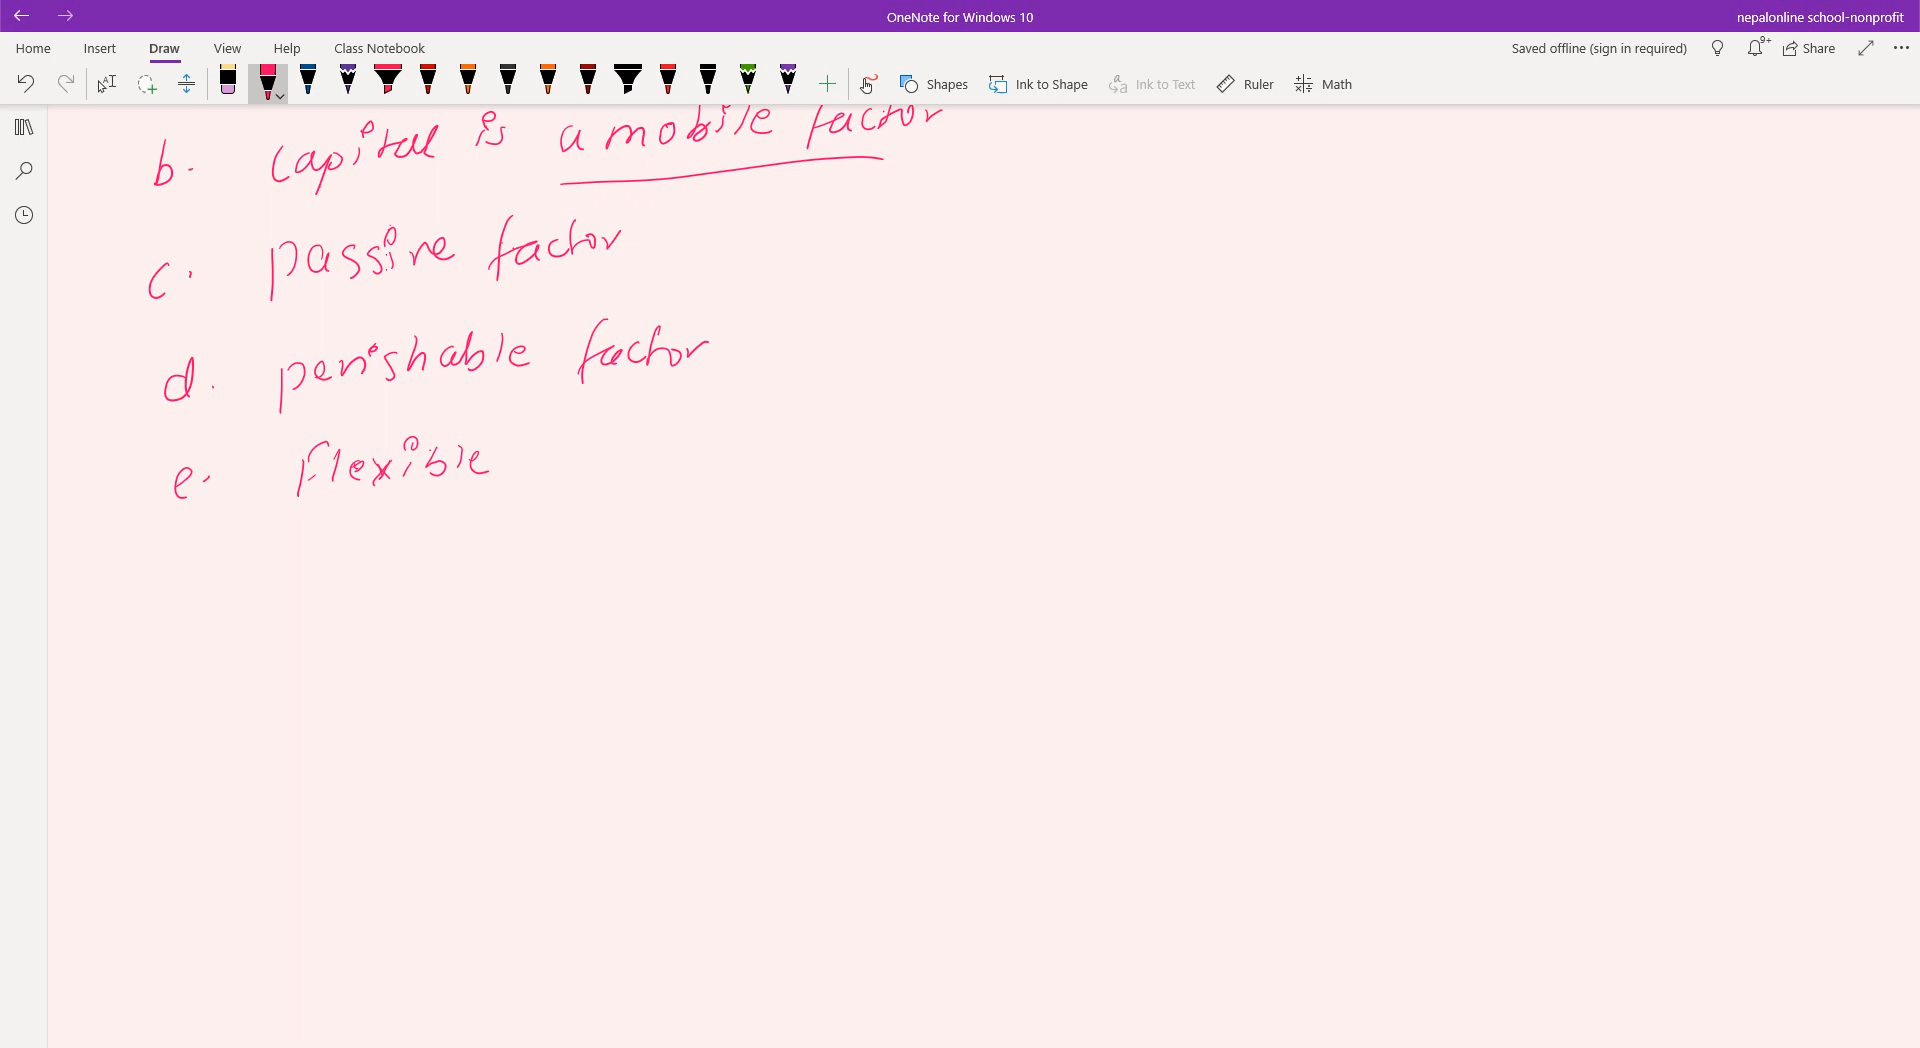 OneNote for Windows 10
nepalonline school-nonprofit
Home Insert Draw View Help Class Notebook
Saved offline (sign in required) 9+ Share
Shapes Ink to Shape Ink to Text Ruler Math
b. Capital is a mobile factor
c. passive factor
d. perishable factor
e. Flexible